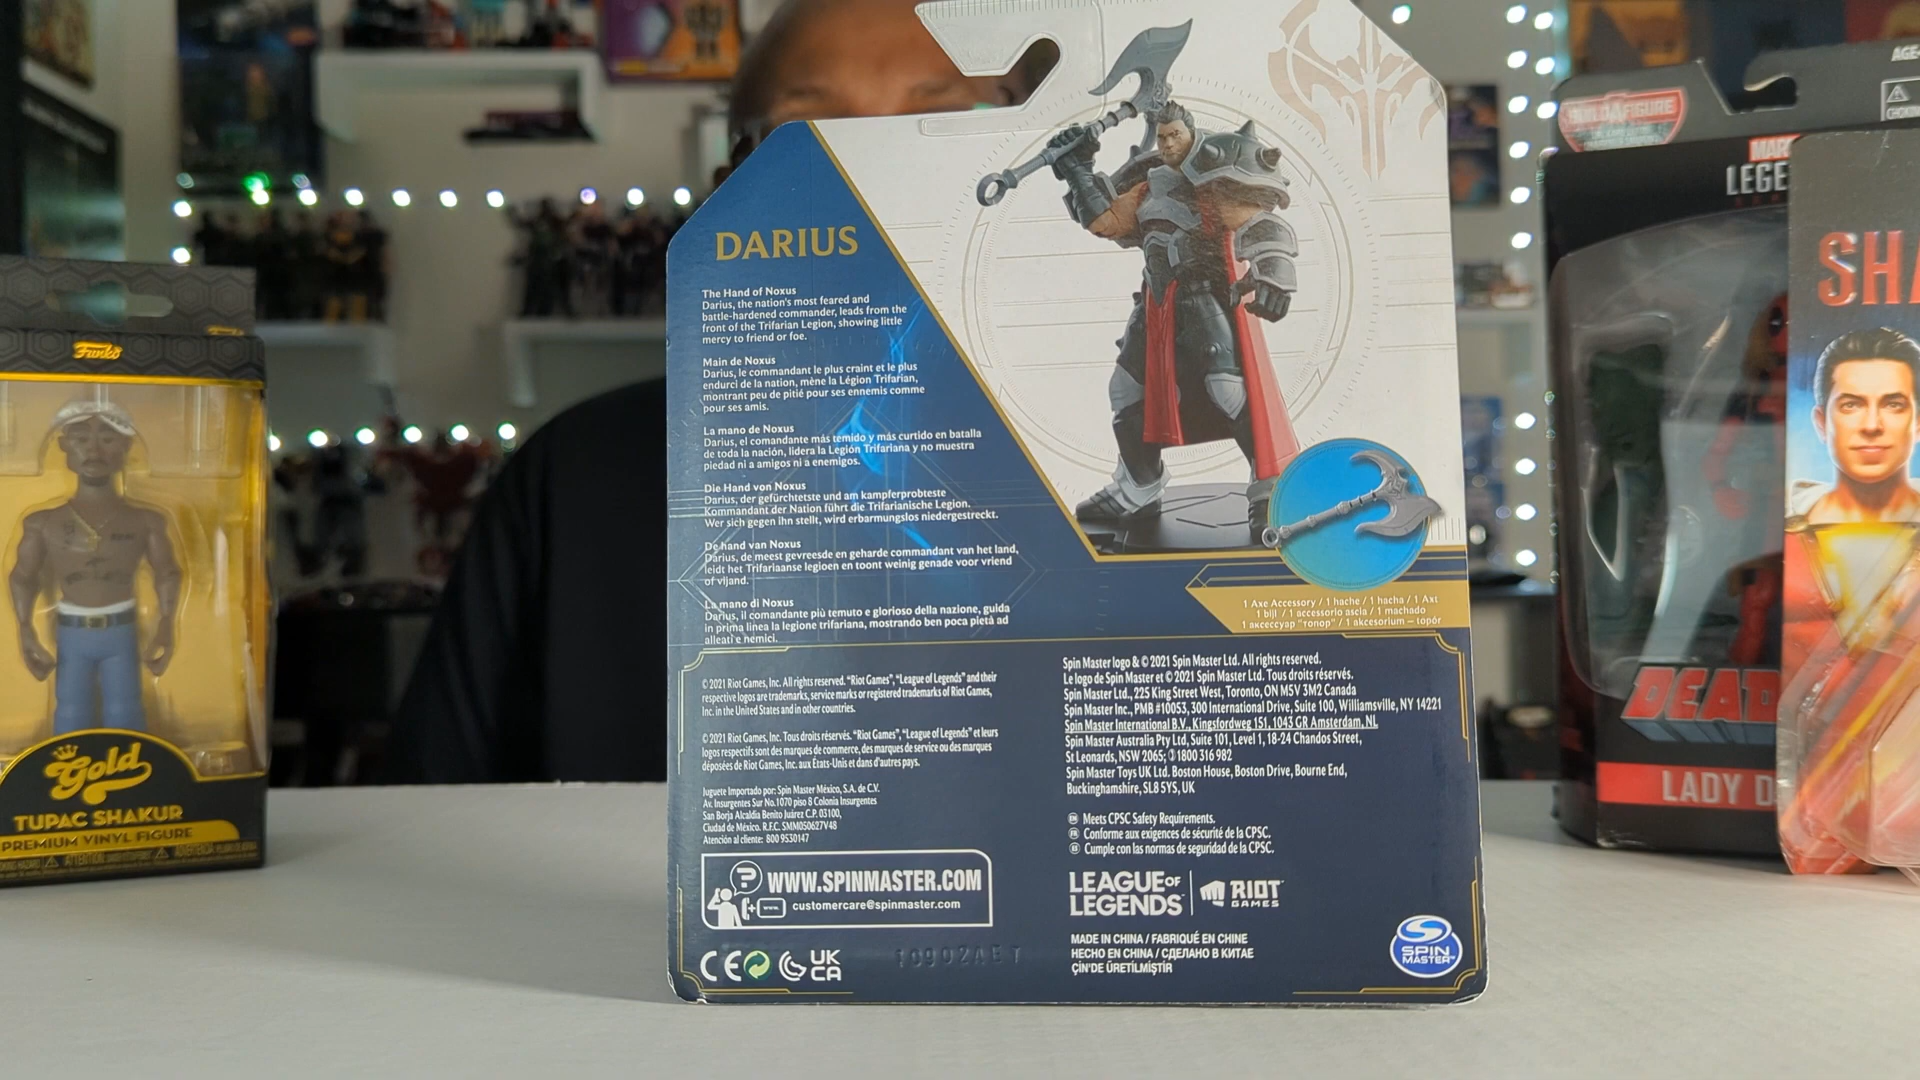 Funko
Gold
TUPAC SHAKUR
PREMIUM VINYL FIGURE
DARIUS
The Hand of Noxus
Darius, the nation's most feared and
battle-hardened commander, leads from the
front of the Trifarian Legion, showing little
mercy to friend or foe.
Main de Noxus
Darius, le commandant le plus craint et le plus
endurci de la nation, mène la Légion Trifarian,
montrant peu de pitié pour ses ennemis comme
pour ses amis.
La mano de Noxus
Darius, el comandante más temido y más curtido en batalla
de toda la nación, lidera la Legión Trifariana y no muestra
piedad ni a amigos ni a enemigos.
Die Hand von Noxus
Darius, der gefürchtetste und am kampferprobteste
Kommandant der Nation führt die Trifarianische Legion.
Wer sich gegen ihn stellt, wird erbarmungslos niedergestreckt.
De hand van Noxus
Darius, de meest gevreesde en geharde commandant van het land,
leidt het Trifariaanse legioen en toont weinig genade voor vriend
of vijand.
La mano di Noxus
Darius, il comandante più temuto e glorioso della nazione, guida
in prima linea la legione trifariana, mostrando ben poca pietà ad
alleati e nemici.
1 Axe Accessory / 1 hache / 1 hacha / 1 Axt
1 bijl / 1 accessorio ascia / 1 machado
1 аксессуар "топор" / 1 akcesorium – topór
© 2021 Riot Games, Inc. All rights reserved. "Riot Games", "League of Legends" and their
respective logos are trademarks, service marks or registered trademarks of Riot Games,
Inc. in the United States and in other countries.
© 2021 Riot Games, Inc. Tous droits réservés. "Riot Games", "League of Legends" et leurs
logos respectifs sont des marques de commerce, des marques de service ou des marques
déposées de Riot Games, Inc. aux États-Unis et dans d'autres pays.
Juguete Importado por: Spin Master México, S.A. de C.V.
Av. Insurgentes Sur No. 1070 piso 8 Colonia Insurgentes
San Borja Alcaldía Benito Juárez C.P. 03100,
Ciudad de México. R.F.C. SMM050627V48
Atención al cliente: 800 9530147
WWW.SPINMASTER.COM
customercare@spinmaster.com
CE UK CA
Spin Master logo & © 2021 Spin Master Ltd. All rights reserved.
Le logo de Spin Master et © 2021 Spin Master Ltd. Tous droits réservés.
Spin Master Ltd., 225 King Street West, Toronto, ON M5V 3M2 Canada
Spin Master Inc., PMB #10053, 300 International Drive, Suite 100, Williamsville, NY 14221
Spin Master International B.V., Kingsfordweg 151, 1043 GR Amsterdam, NL
Spin Master Australia Pty Ltd, Suite 101, Level 1, 18-24 Chandos Street,
St Leonards, NSW 2065; 1800 316 982
Spin Master Toys UK Ltd. Boston House, Boston Drive, Bourne End,
Buckinghamshire, SL8 5YS, UK
Meets CPSC Safety Requirements.
Conforme aux exigences de sécurité de la CPSC.
Cumple con las normas de seguridad de la CPSC.
LEAGUE OF
LEGENDS
RIOT
GAMES
MADE IN CHINA / FABRIQUÉ EN CHINE
HECHO EN CHINA / СДЕЛАНО В КИТАЕ
ÇİN'DE ÜRETİLMİŞTİR
SPIN
MASTER
BUILD A FIGURE
MAR
LEGE
DEAD
LADY D
AGE
SHA